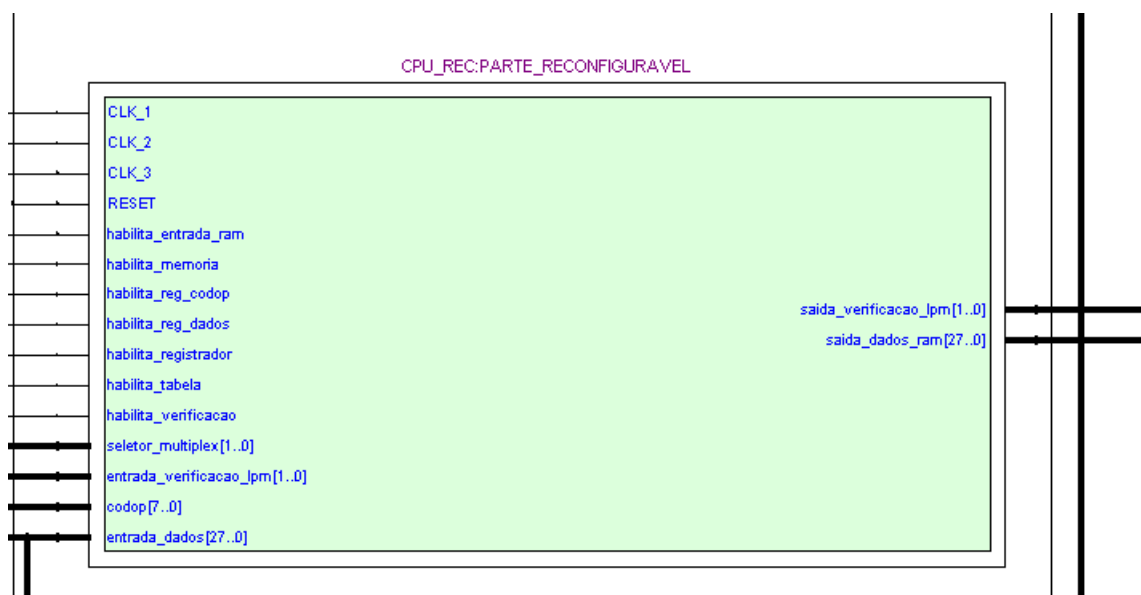 CPU_REC:PARTE_RECONFIGURAVEL
CLK_1
CLK_2
CLK_3
RESET
habilita_entrada_ram
habilita_memoria
habilita_reg_codop
habilita_reg_dados
habilita_registrador
habilita_tabela
habilita_verificacao
seletor_multiplex[1..0]
entrada_verificacao_lpm[1..0]
codop[7..0]
entrada_dados[27..0]
saida_verificacao_lpm[1..0]
saida_dados_ram[27..0]